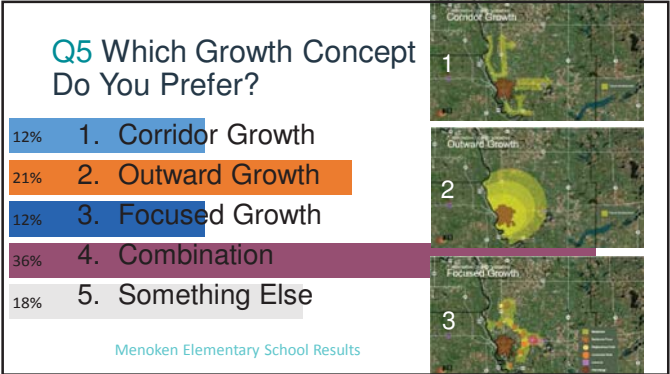 Q5 Which Growth Concept
Do You Prefer?
12% 1. Corridor Growth
21% 2. Outward Growth
12% 3. Focused Growth
36% 4. Combination
18% 5. Something Else
Menoken Elementary School Results
Corridor Growth
1
Outward Growth
2
Focused Growth
3